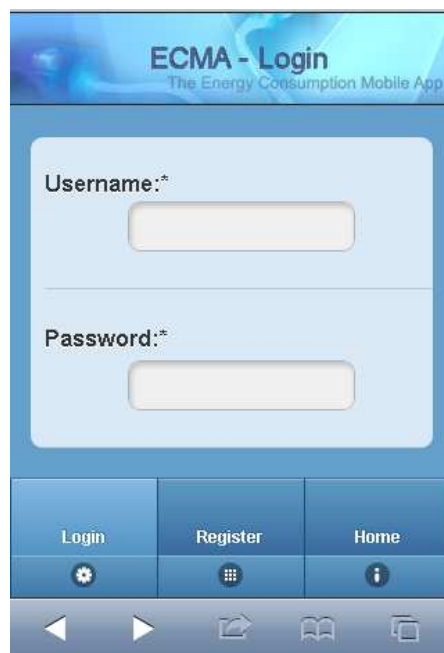 ECMA - Login
The Energy Consumption Mobile App
Username:*
Password:*
Login Register Home